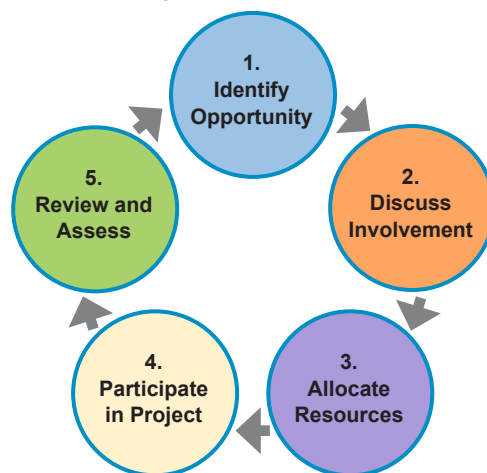 1.
Identify
Opportunity
2.
Discuss
Involvement
3.
Allocate
Resources
4.
Participate
in Project
5.
Review and
Assess